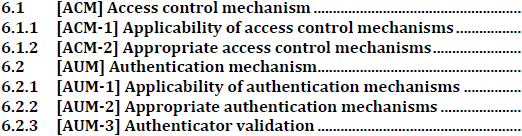 6.1 [ACM] Access control mechanism ....................................................
6.1.1 [ACM-1] Applicability of access control mechanisms .................
6.1.2 [ACM-2] Appropriate access control mechanisms......................
6.2 [AUM] Authentication mechanism...................................................
6.2.1 [AUM-1] Applicability of authentication mechanisms ..............
6.2.2 [AUM-2] Appropriate authentication mechanisms ....................
6.2.3 [AUM-3] Authenticator validation ...................................................